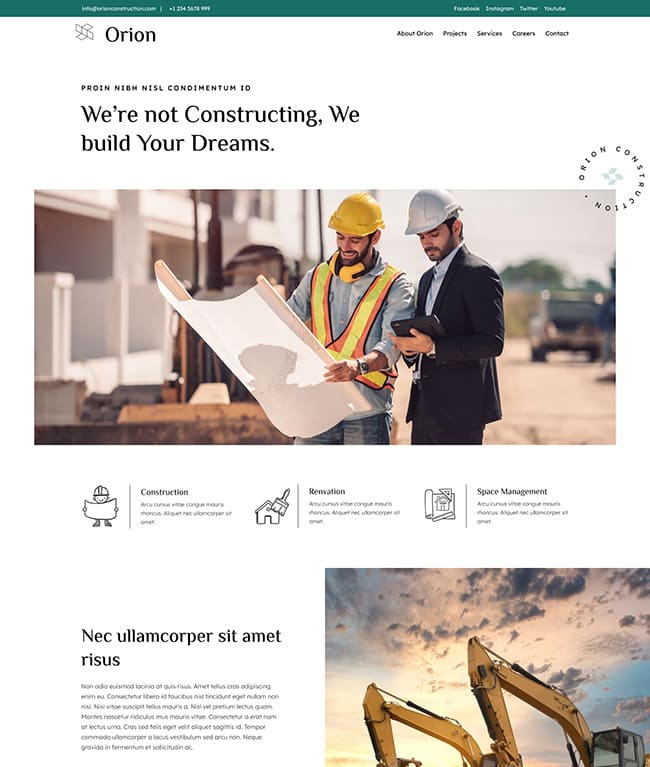 info@orionconstruction.com | +1 234 5678 999
Facebook Instagram Twitter Youtube
Orion
About Orion Projects Services Careers Contact
PROIN NIBH NISL CONDIMENTUM ID
We're not Constructing, We
build Your Dreams.
ORION CONSTRUCTION •
Construction
Arcu cursus vitae congue mauris
rhoncus. Aliquet nec ullamcorper sit
amet.
Renvation
Arcu cursus vitae congue mauris
rhoncus. Aliquet nec ullamcorper sit
amet.
Space Management
Arcu cursus vitae congue mauris
rhoncus. Aliquet nec ullamcorper sit
amet.
Nec ullamcorper sit amet
risus
Non odio euismod lacinia at quis risus. Amet tellus cras adipiscing
enim eu. Consectetur libero id faucibus nisl tincidunt eget nullam non
nisi. Nisi vitae suscipit tellus mauris a. Nisl vel pretium lectus quam.
Montes nascetur ridiculus mus mauris vitae. Consectetur a erat nam
at lectus urna. Cras sed felis eget velit aliquet sagittis id. Tempor
commodo ullamcorper a lacus vestibulum sed arcu non. Neque
gravida in fermentum et sollicitudin ac.